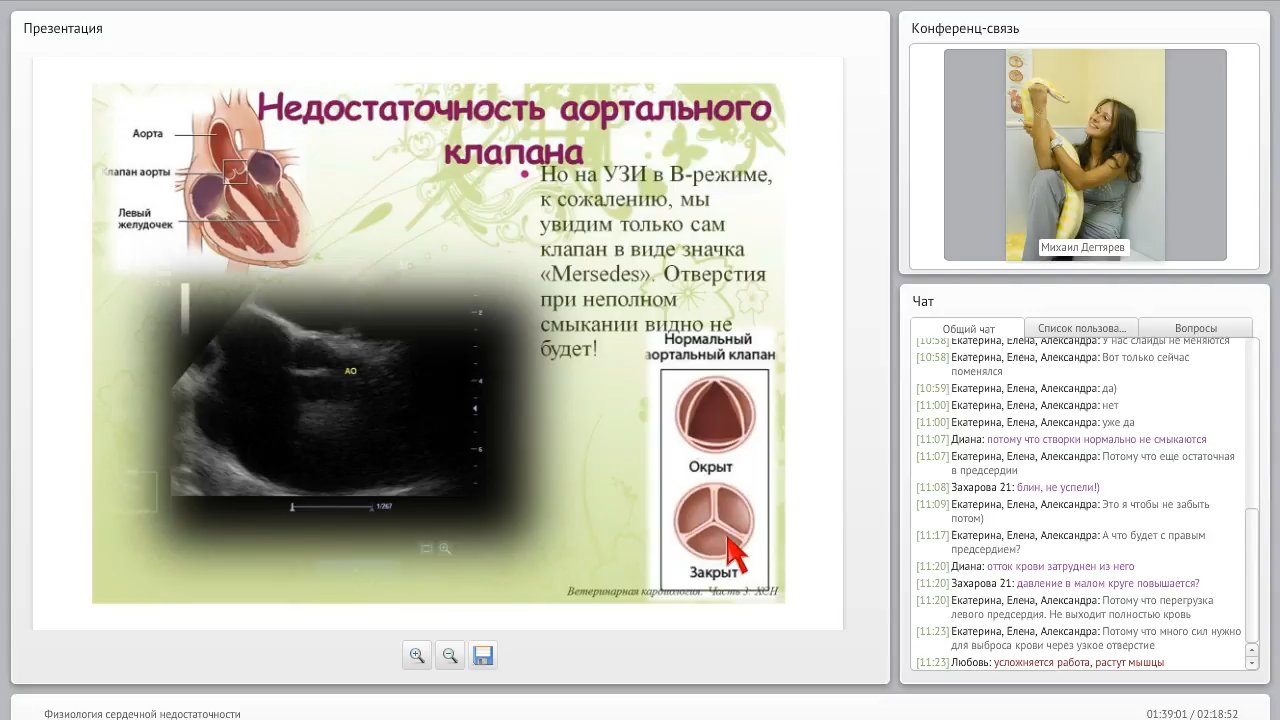 Презентация
Недостаточность аортального
клапана
Аорта
лапан аорты
Левый
желудочек
• Но на УЗИ в В-режиме,
к сожалению, мы
увидим только сам
клапан в виде значка
«Mersedes». Отверстия
при неполном
смыкании видно не
будет!
АО
2
4
6
1/267
Нормальный
аортальный клапан
Окрыт
Закрыт
Ветеринарная кардиология. Часть 3: ХСН
Конференц-связь
Михаил Дегтярев
Чат
Общий чат
Список пользова...
Вопросы
[10:58] Екатерина, Елена, Александра: У нас слайды не меняются
[10:58] Екатерина, Елена, Александра: Вот только сейчас
поменялся
[10:59] Екатерина, Елена, Александра: да)
[11:00] Екатерина, Елена, Александра: нет
[11:00] Екатерина, Елена, Александра: уже да
[11:07] Диана: потому что створки нормально не смыкаются
[11:07] Екатерина, Елена, Александра: Потому что еще остаточная
в предсердии
[11:08] Захарова 21: блин, не успели!)
[11:09] Екатерина, Елена, Александра: Это я чтобы не забыть
потом)
[11:17] Екатерина, Елена, Александра: А что будет с правым
предсердием?
[11:20] Диана: отток крови затруднен из него
[11:20] Захарова 21: давление в малом круге повышается?
[11:20] Екатерина, Елена, Александра: Потому что перегрузка
левого предсердия. Не выходит полностью кровь
[11:23] Екатерина, Елена, Александра: Потому что много сил нужно
для выброса крови через узкое отверстие
[11:23] Любовь: усложняется работа, растут мышцы
Физиология сердечной недостаточности
01:39:01 / 02:18:52